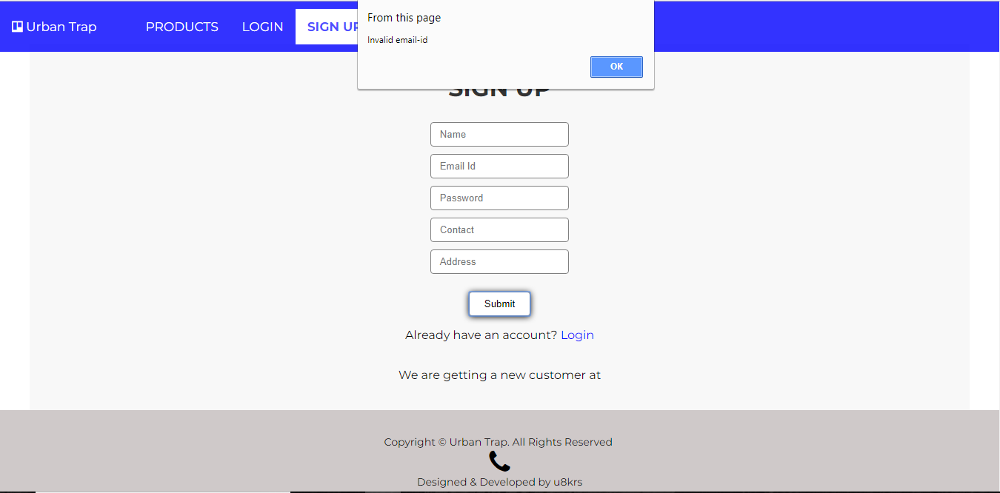 Urban Trap
PRODUCTS
LOGIN
SIGN UP
From this page
Invalid email-id
OK
SIGN UP
Name
Email Id
Password
Contact
Address
Submit
Already have an account? Login
We are getting a new customer at
Copyright © Urban Trap. All Rights Reserved
Designed & Developed by u8krs